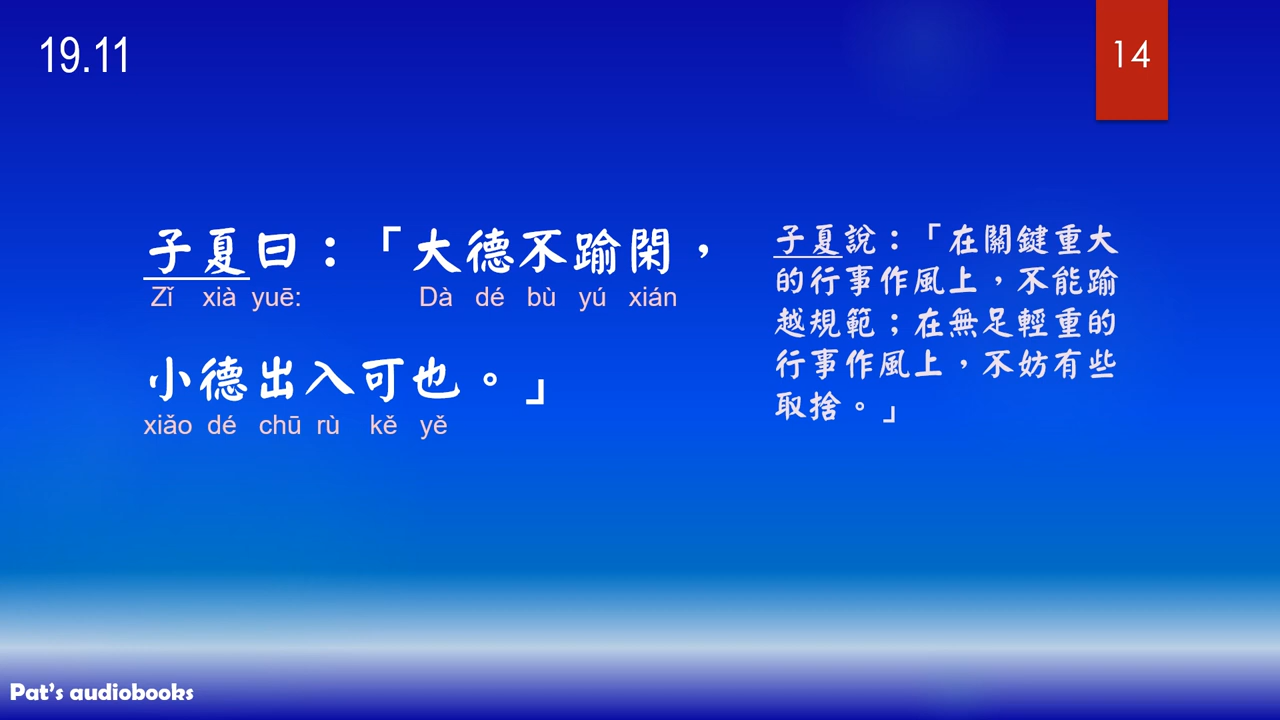 19.11
14
子夏曰：「大德不踰閑，
Zǐ xià yuē: Dà dé bù yú xián
小德出入可也。」
xiǎo dé chū rù kě yě
子夏說：「在關鍵重大
的行事作風上，不能踰
越規範；在無足輕重的
行事作風上，不妨有些
取捨。」
Pat's audiobooks